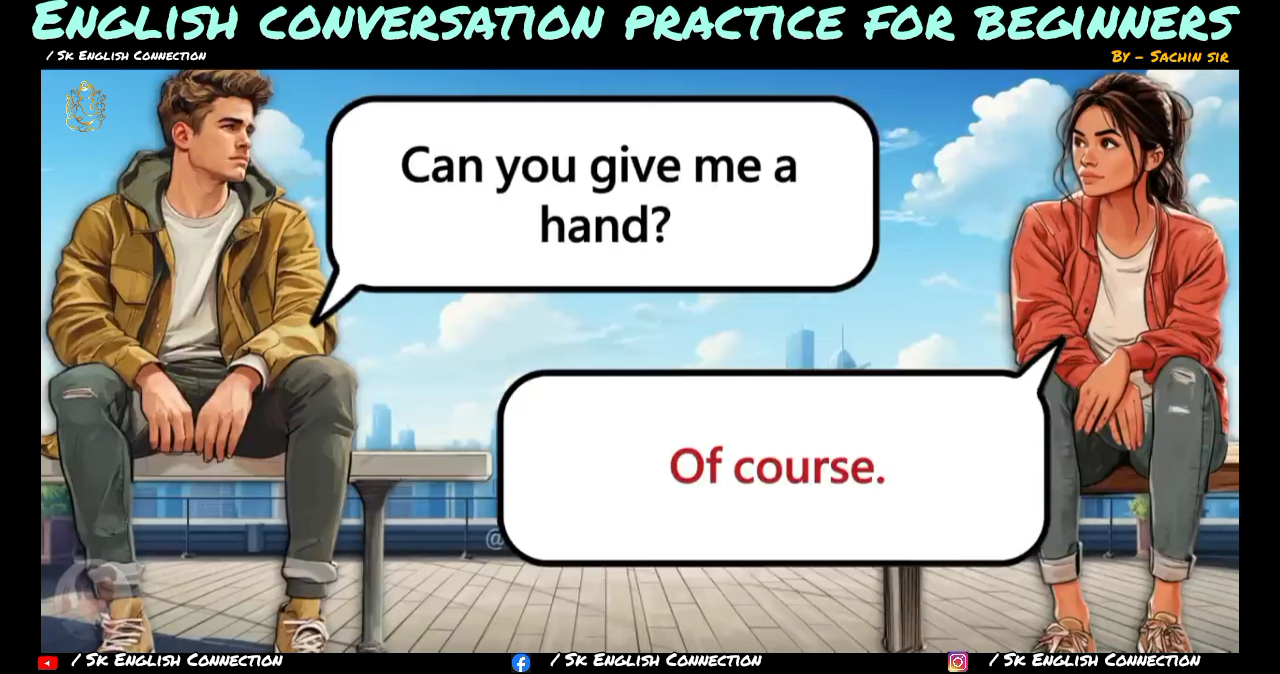 English conversation practice for beginners
/ Sk English Connection
By - Sachin sir
Can you give me a
hand?
Of course.
@
/ Sk English Connection
/ Sk English Connection
/ Sk English Connection